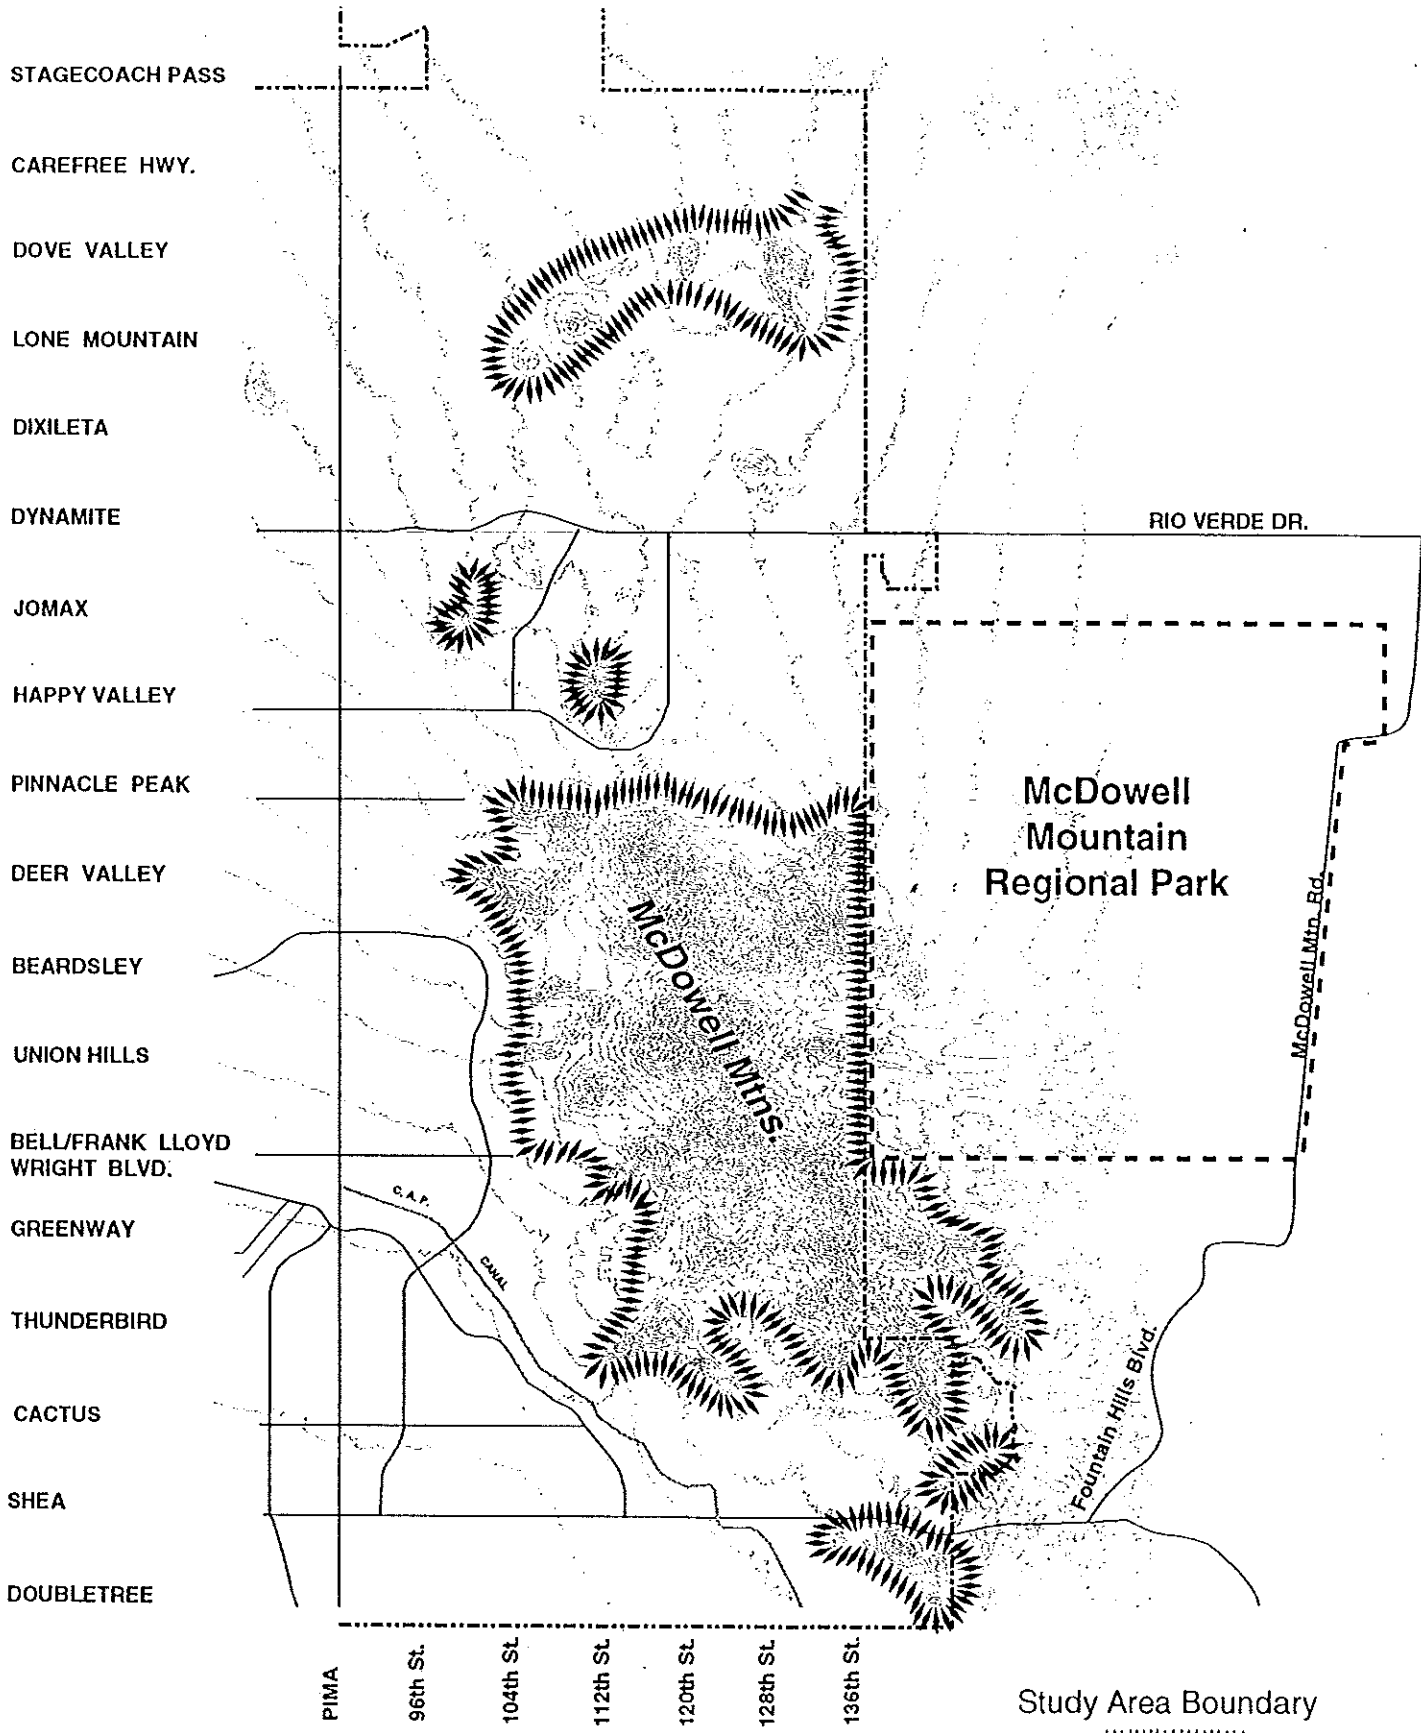 STAGECOACH PASS
CAREFREE HWY.
DOVE VALLEY
LONE MOUNTAIN
DIXILETA
DYNAMITE
RIO VERDE DR.
JOMAX
HAPPY VALLEY
PINNACLE PEAK
McDowell
Mountain
Regional Park
DEER VALLEY
McDowell Mtns.
McDowell Mtn. Rd.
BEARDSLEY
UNION HILLS
BELL/FRANK LLOYD
WRIGHT BLVD.
C.A.P.
CANAL
GREENWAY
THUNDERBIRD
Fountain Hills Blvd.
CACTUS
SHEA
DOUBLETREE
PIMA
96th St.
104th St.
112th St.
120th St.
128th St.
136th St.
Study Area Boundary